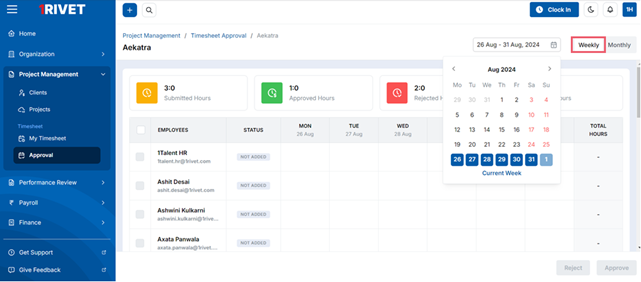 1RIVET
Clock In
1H
Home
Organization
Project Management
Clients
Projects
Timesheet
My Timesheet
Approval
Performance Review
Payroll
Finance
Get Support
Give Feedback
Project Management / Timesheet Approval / Aekatra
Aekatra
26 Aug - 31 Aug, 2024
Weekly
Monthly
3:0
Submitted Hours
1:0
Approved Hours
2:0
Rejected H
ours
Aug 2024
Mo Tu We Th Fr Sa Su
29 30 31 1 2 3 4
5 6 7 8 9 10 11
12 13 14 15 16 17 18
19 20 21 22 23 24 25
26 27 28 29 30 31 1
Current Week
EMPLOYEES STATUS MON TUE WED TOTAL
26 Aug 27 Aug 28 Aug HOURS
1Talent HR
1talent.hr@1rivet.com
NOT ADDED
-
Ashit Desai
ashit.desai@1rivet.com
NOT ADDED
-
Ashwini Kulkarni
ashwini.kulkarni@1rive...
NOT ADDED
-
Axata Panwala
axata.panwala@1rivet....
NOT ADDED
-
Reject
Approve